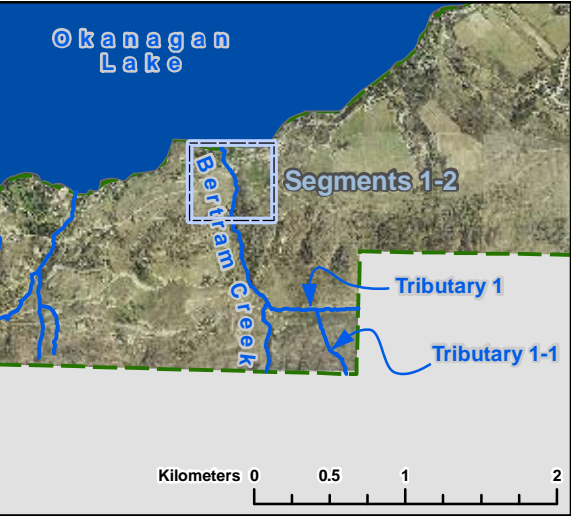 Okanagan
Lake
Segments 1-2
Bertram Creek
Tributary 1
Tributary 1-1
Kilometers 0 0.5 1 2